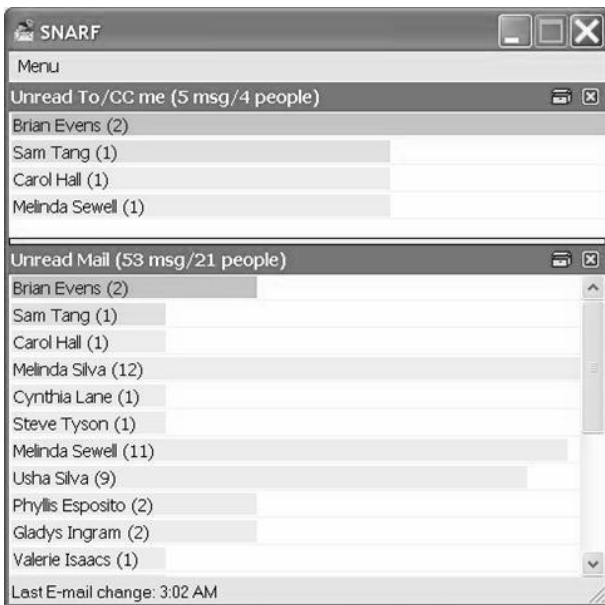 SNARF
Menu
Unread To/CC me (5 msg/4 people)
Brian Evens (2)
Sam Tang (1)
Carol Hall (1)
Melinda Sewell (1)
Unread Mail (53 msg/21 people)
Brian Evens (2)
Sam Tang (1)
Carol Hall (1)
Melinda Silva (12)
Cynthia Lane (1)
Steve Tyson (1)
Melinda Sewell (11)
Usha Silva (9)
Phyllis Esposito (2)
Gladys Ingram (2)
Valerie Isaacs (1)
Last E-mail change: 3:02 AM